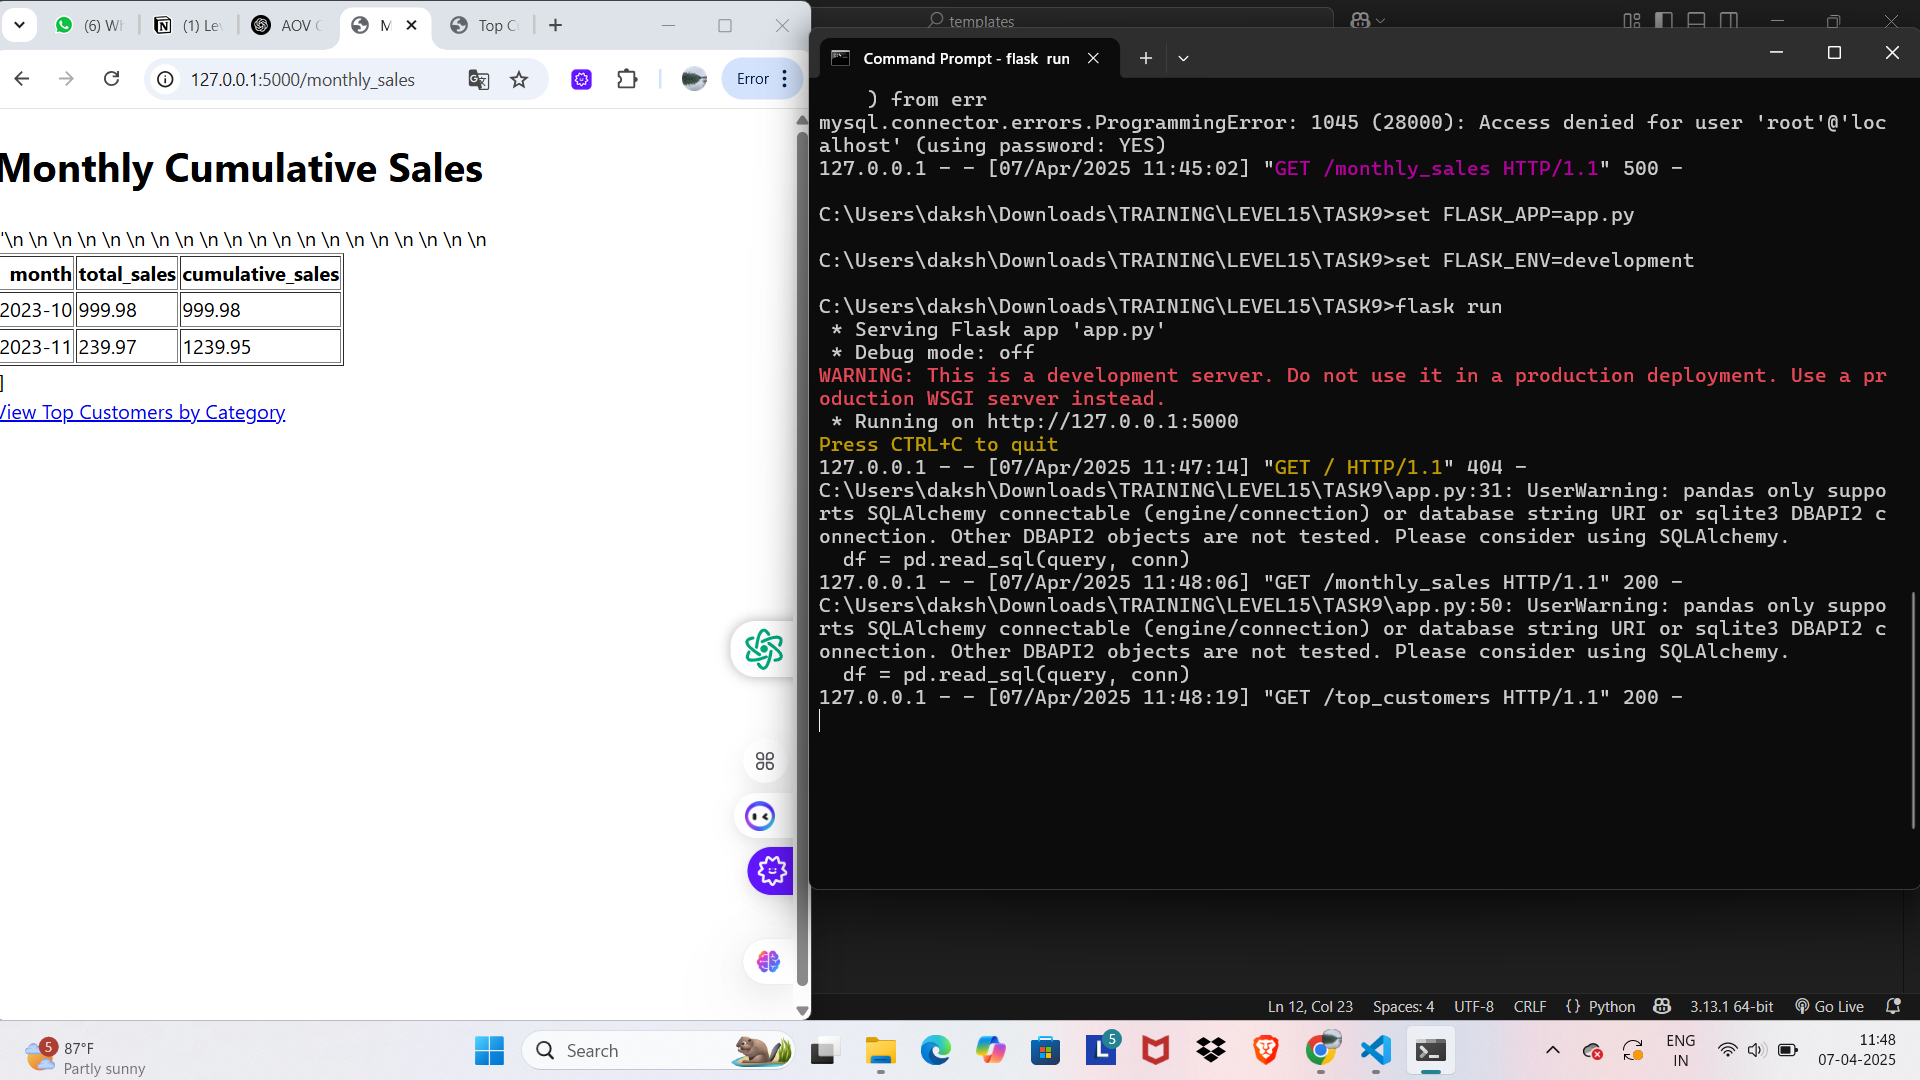 (6) Wh
(1) Lev
AOV C
M
Top C
127.0.0.1:5000/monthly_sales
Error
Monthly Cumulative Sales
'\n \n \n \n \n \n \n \n \n \n \n \n \n \n \n \n \n \n \n \n
month total_sales cumulative_sales
2023-10 999.98 999.98
2023-11 239.97 1239.95
]
View Top Customers by Category
templates
Command Prompt - flask run
) from err
mysql.connector.errors.ProgrammingError: 1045 (28000): Access denied for user 'root'@'loc
alhost' (using password: YES)
127.0.0.1 - - [07/Apr/2025 11:45:02] "GET /monthly_sales HTTP/1.1" 500 -
C:\Users\daksh\Downloads\TRAINING\LEVEL15\TASK9>set FLASK_APP=app.py
C:\Users\daksh\Downloads\TRAINING\LEVEL15\TASK9>set FLASK_ENV=development
C:\Users\daksh\Downloads\TRAINING\LEVEL15\TASK9>flask run
* Serving Flask app 'app.py'
* Debug mode: off
WARNING: This is a development server. Do not use it in a production deployment. Use a pr
oduction WSGI server instead.
* Running on http://127.0.0.1:5000
Press CTRL+C to quit
127.0.0.1 - - [07/Apr/2025 11:47:14] "GET / HTTP/1.1" 404 -
C:\Users\daksh\Downloads\TRAINING\LEVEL15\TASK9\app.py:31: UserWarning: pandas only suppo
rts SQLAlchemy connectable (engine/connection) or database string URI or sqlite3 DBAPI2 c
onnection. Other DBAPI2 objects are not tested. Please consider using SQLAlchemy.
df = pd.read_sql(query, conn)
127.0.0.1 - - [07/Apr/2025 11:48:06] "GET /monthly_sales HTTP/1.1" 200 -
C:\Users\daksh\Downloads\TRAINING\LEVEL15\TASK9\app.py:50: UserWarning: pandas only suppo
rts SQLAlchemy connectable (engine/connection) or database string URI or sqlite3 DBAPI2 c
onnection. Other DBAPI2 objects are not tested. Please consider using SQLAlchemy.
df = pd.read_sql(query, conn)
127.0.0.1 - - [07/Apr/2025 11:48:19] "GET /top_customers HTTP/1.1" 200 -
Ln 12, Col 23 Spaces: 4 UTF-8 CRLF {} Python 3.13.1 64-bit Go Live
5
87°F
Partly sunny
Search
L 5
ENG
IN
11:48
07-04-2025